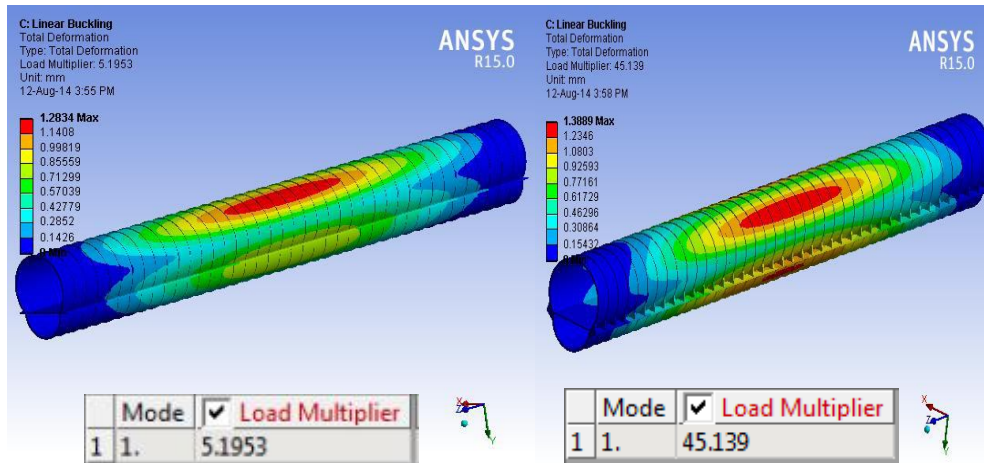 C: Linear Buckling
Total Deformation
Type: Total Deformation
Load Multiplier: 5.1953
Unit: mm
12-Aug-14 3:55 PM
ANSYS
R15.0
1.2834 Max
1.1408
0.99819
0.85559
0.71299
0.57039
0.42779
0.2852
0.1426
Mode Load Multiplier
1 1. 5.1953
X
Z
Y
C: Linear Buckling
Total Deformation
Type: Total Deformation
Load Multiplier: 45.139
Unit: mm
12-Aug-14 3:58 PM
ANSYS
R15.0
1.3889 Max
1.2346
1.0803
0.92593
0.77161
0.61729
0.46296
0.30864
0.15432
Mode Load Multiplier
1 1. 45.139
X
Z
Y